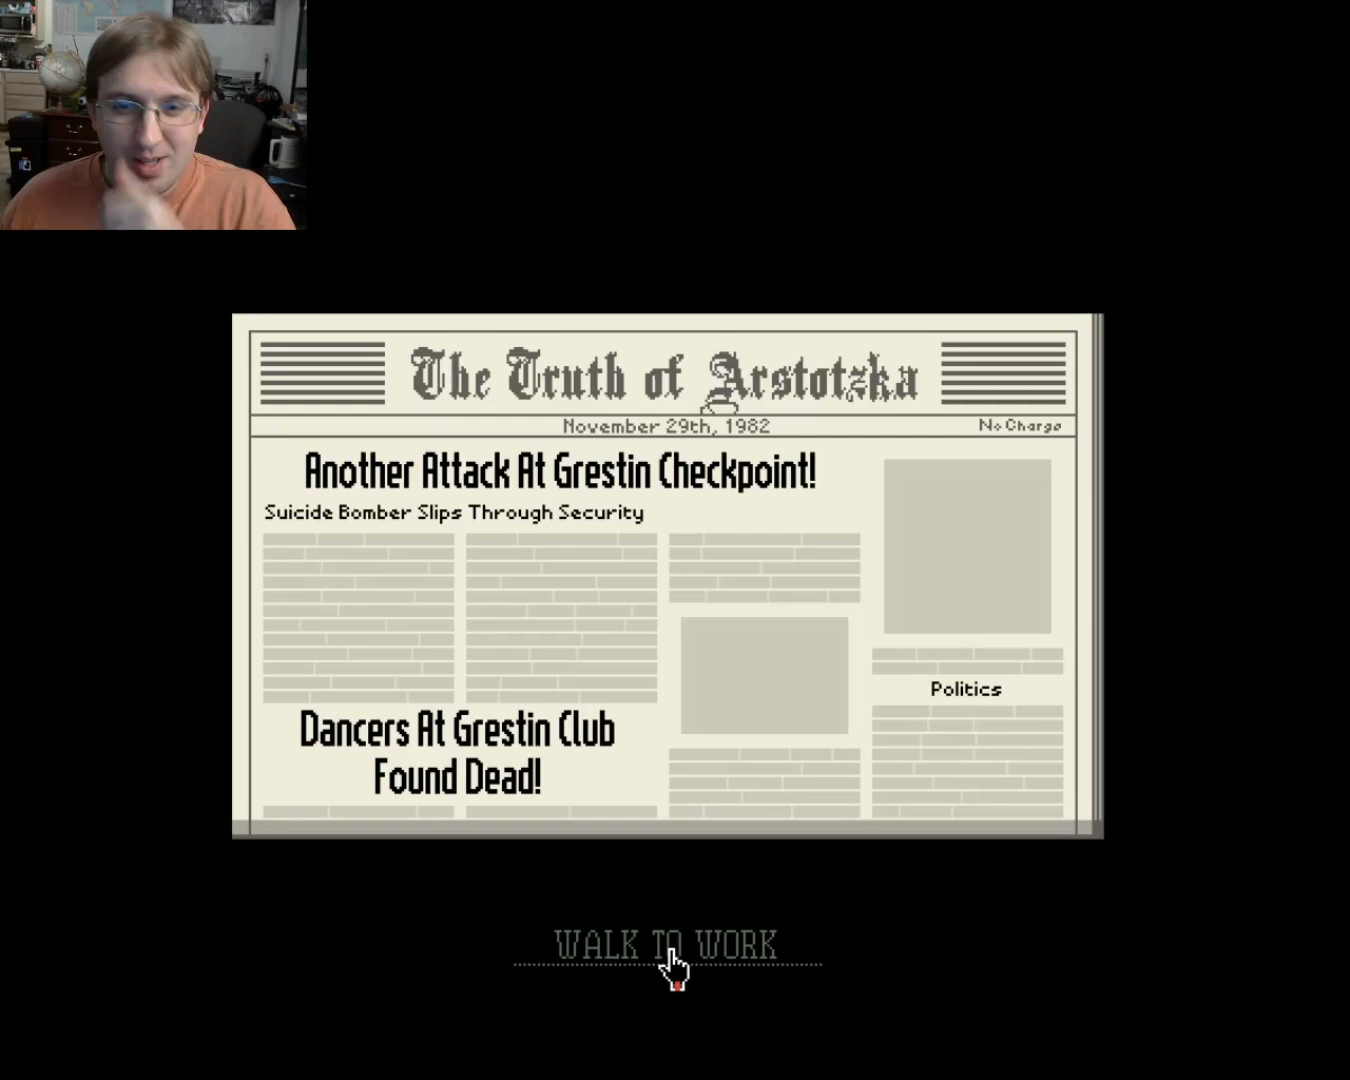 The Truth of Arstotzka
November 29th, 1982
No Charge
Another Attack At Grestin Checkpoint!
Suicide Bomber Slips Through Security
Politics
Dancers At Grestin Club
Found Dead!
WALK TO WORK